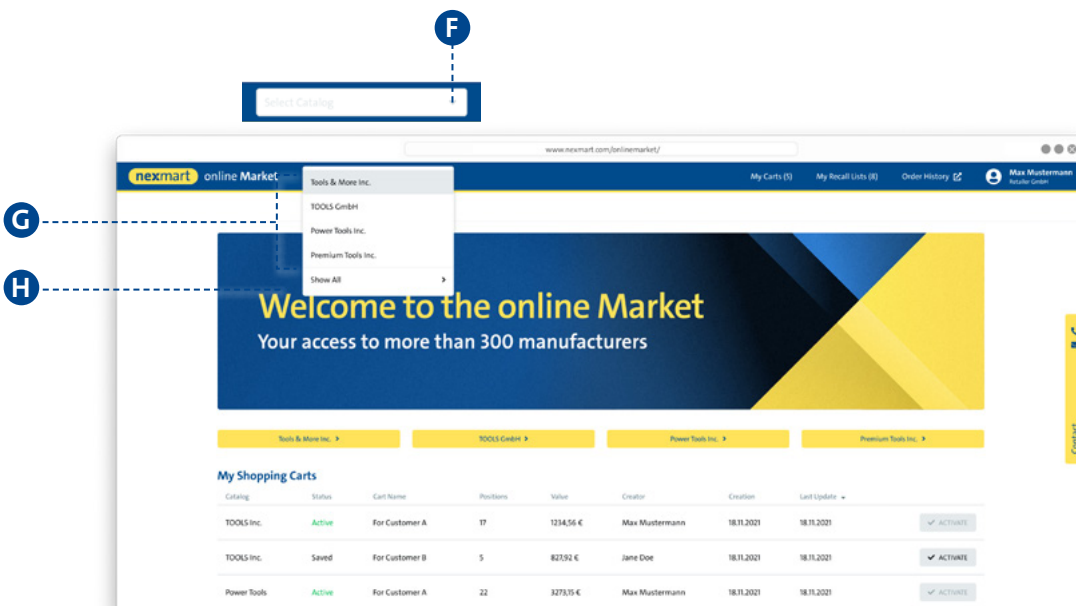 F
Select Catalog
www.nexmart.com/onlinemarket/
nexmart online Market
My Carts (5) My Recall Lists (8) Order History Max Mustermann
Retailer GmbH
Tools & More Inc.
TOOLS GmbH
G
Power Tools Inc.
Premium Tools Inc.
H
Show All
Welcome to the online Market
Your access to more than 300 manufacturers
Contact
Tools & More Inc. TOOLS GmbH Power Tools Inc. Premium Tools Inc.
My Shopping Carts
Catalog Status Cart Name Positions Value Creator Creation Last Update
TOOLS Inc. Active For Customer A 17 1234,56 € Max Mustermann 18.11.2021 18.11.2021 ACTIVATE
TOOLS Inc. Saved For Customer B 5 827,92 € Jane Doe 18.11.2021 18.11.2021 ACTIVATE
Power Tools Active For Customer A 22 3273,15 € Max Mustermann 18.11.2021 18.11.2021 ACTIVATE